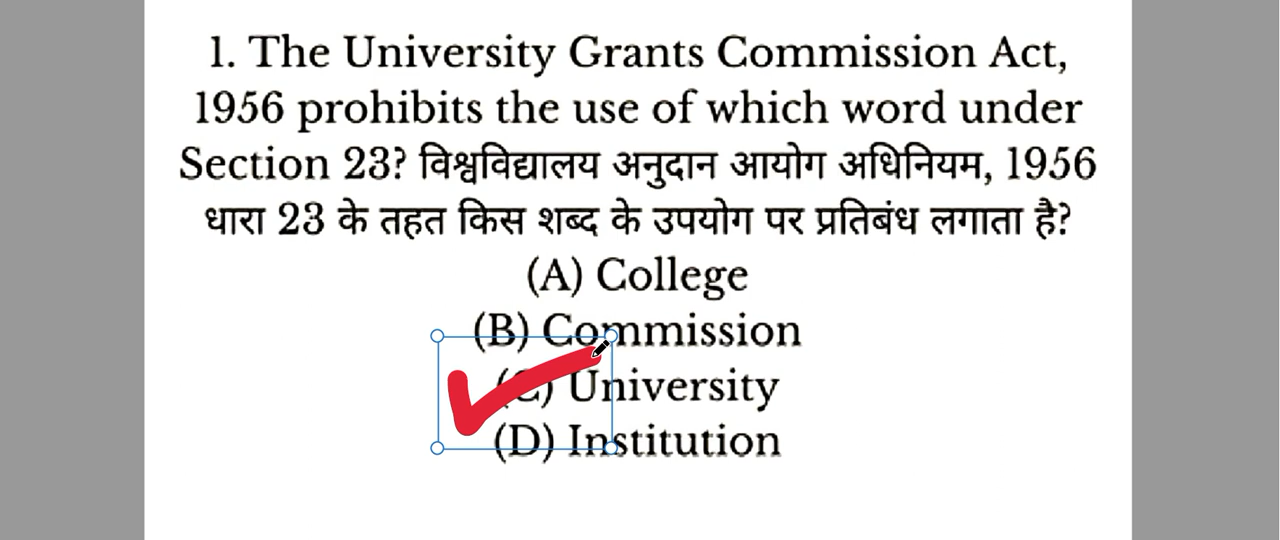 1. The University Grants Commission Act,
1956 prohibits the use of which word under
Section 23? विश्वविद्यालय अनुदान आयोग अधिनियम, 1956
धारा 23 के तहत किस शब्द के उपयोग पर प्रतिबंध लगाता है?
(A) College
(B) Commission
(C) University
(D) Institution